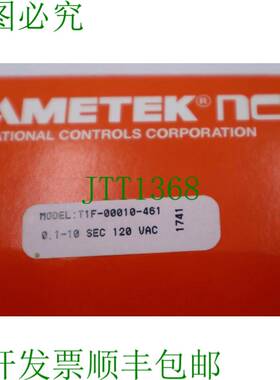 图必究
AMETEK® nc
ATIONAL CONTROLS CORPORATION
JTT1368
MODEL:T1F-00010-461
0.1-10 SEC 120 VAC
1741
开发票顺丰包邮